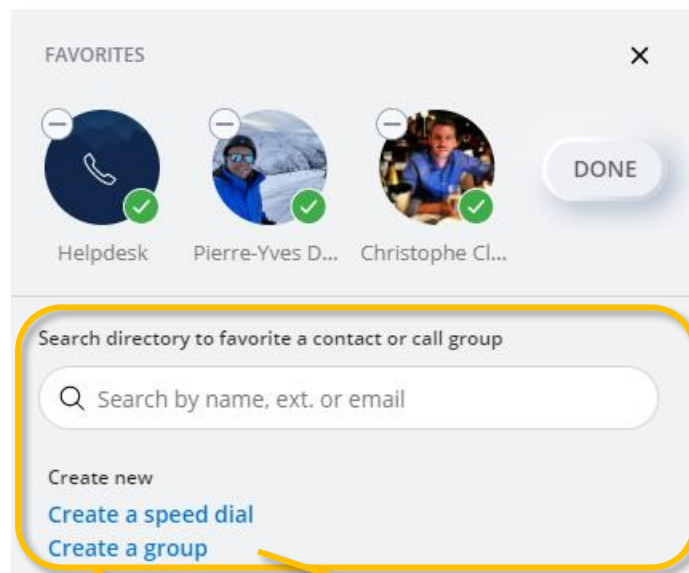 FAVORITES
DONE
Helpdesk Pierre-Yves D... Christophe Cl...
Search directory to favorite a contact or call group
Search by name, ext. or email
Create new
Create a speed dial
Create a group